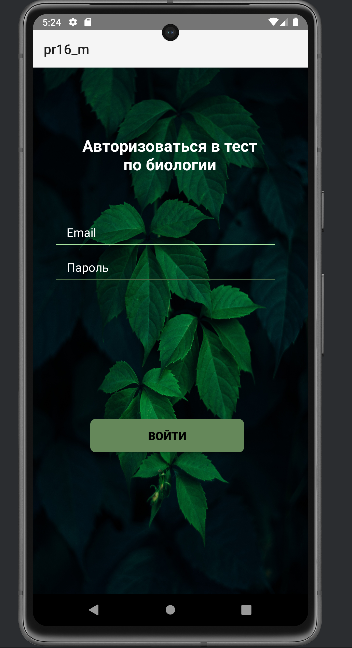 5:24
pr16_m
Авторизоваться в тест
по биологии
Email
Пароль
ВОЙТИ